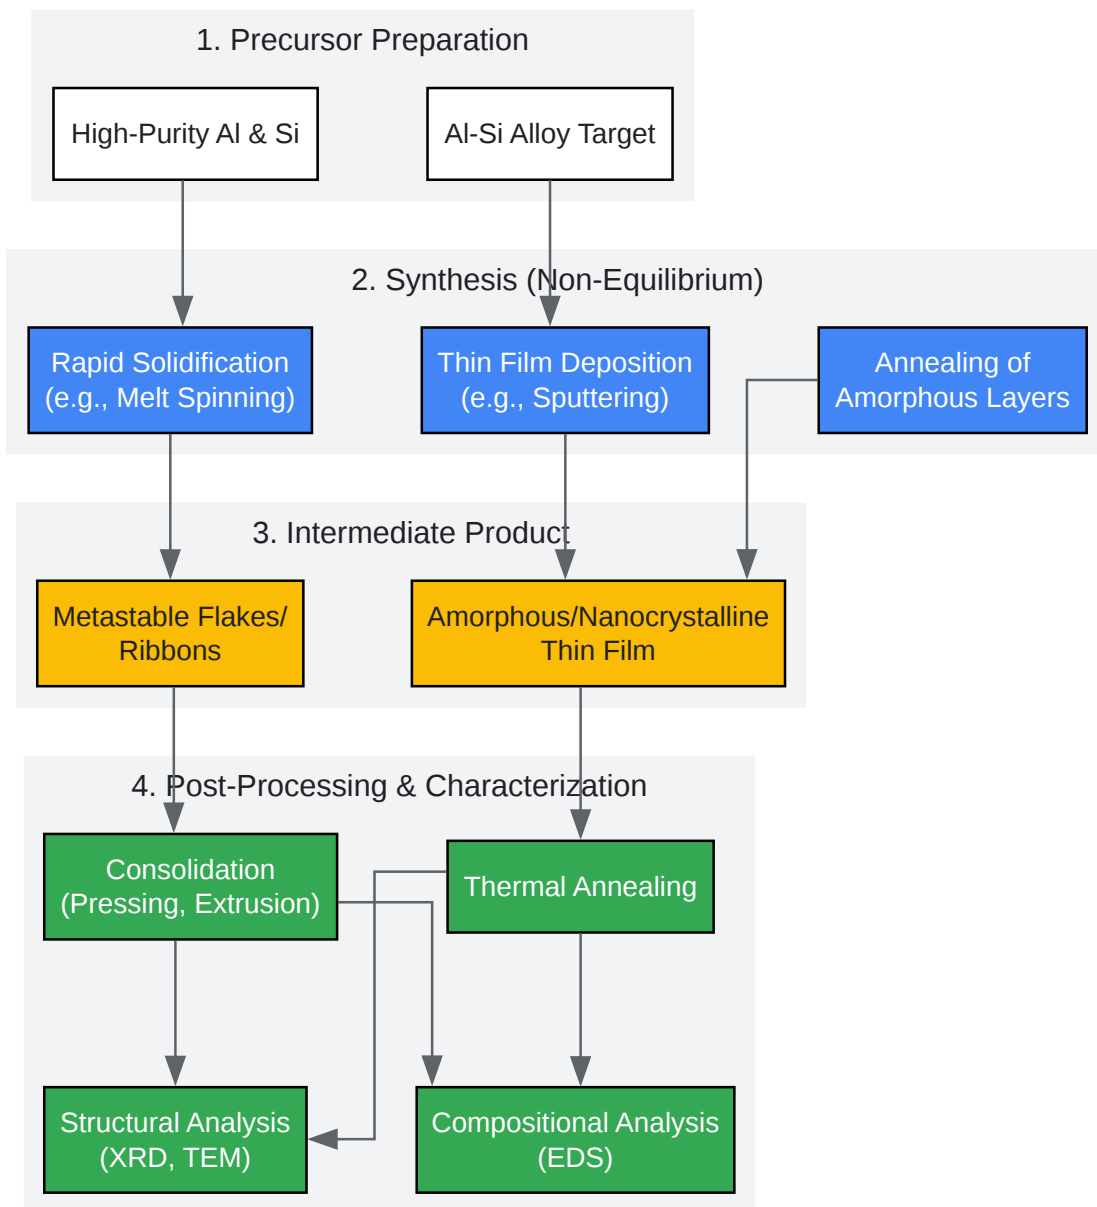 1. Precursor Preparation
High-Purity Al & Si
Al-Si Alloy Target
2. Synthesis (Non-Equilibrium)
Rapid Solidification
(e.g., Melt Spinning)
Thin Film Deposition
(e.g., Sputtering)
Annealing of
Amorphous Layers
3. Intermediate Product
Metastable Flakes/
Ribbons
Amorphous/Nanocrystalline
Thin Film
4. Post-Processing & Characterization
Consolidation
(Pressing, Extrusion)
Thermal Annealing
Structural Analysis
(XRD, TEM)
Compositional Analysis
(EDS)